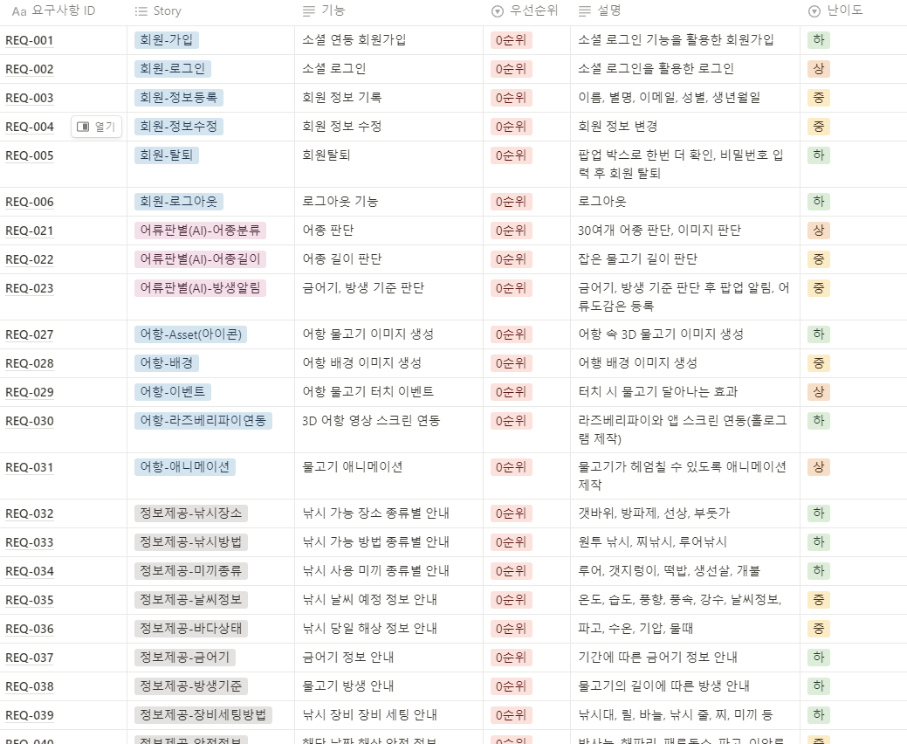 Aa 요구사항 ID Story 기능 우선순위 설명 난이도
REQ-001 회원-가입 소셜 연동 회원가입 0순위 소셜 로그인 기능을 활용한 회원가입 하
REQ-002 회원-로그인 소셜 로그인 0순위 소셜 로그인을 활용한 로그인 상
REQ-003 회원-정보등록 회원 정보 기록 0순위 이름, 별명, 이메일, 성별, 생년월일 중
REQ-004 열기 회원-정보수정 회원 정보 수정 0순위 회원 정보 변경 중
REQ-005 회원-탈퇴 회원탈퇴 0순위 팝업 박스로 한번 더 확인, 비밀번호 입 하
력 후 회원 탈퇴
REQ-006 회원-로그아웃 로그아웃 기능 0순위 로그아웃 하
REQ-021 어류판별(AI)-어종분류 어종 판단 0순위 30여개 어종 판단, 이미지 판단 상
REQ-022 어류판별(AI)-어종길이 어종 길이 판단 0순위 잡은 물고기 길이 판단 중
REQ-023 어류판별(AI)-방생알림 금어기, 방생 기준 판단 0순위 금어기, 방생 기준 판단 후 팝업 알림, 어 중
류도감은 등록
REQ-027 어항-Asset(아이콘) 어항 물고기 이미지 생성 0순위 어항 속 3D 물고기 이미지 생성 하
REQ-028 어항-배경 어항 배경 이미지 생성 0순위 어행 배경 이미지 생성 중
REQ-029 어항-이벤트 어항 물고기 터치 이벤트 0순위 터치 시 물고기 달아나는 효과 상
REQ-030 어항-라즈베리파이연동 3D 어항 영상 스크린 연동 0순위 라즈베리파이와 앱 스크린 연동(홀로그 하
램 제작)
REQ-031 어항-애니메이션 물고기 애니메이션 0순위 물고기가 헤엄칠 수 있도록 애니메이션 상
제작
REQ-032 정보제공-낚시장소 낚시 가능 장소 종류별 안내 0순위 갯바위, 방파제, 선상, 부둣가 하
REQ-033 정보제공-낚시방법 낚시 가능 방법 종류별 안내 0순위 원투 낚시, 찌낚시, 루어낚시 하
REQ-034 정보제공-미끼종류 낚시 사용 미끼 종류별 안내 0순위 루어, 갯지렁이, 떡밥, 생선살, 개불 하
REQ-035 정보제공-날씨정보 낚시 날씨 예정 정보 안내 0순위 온도, 습도, 풍향, 풍속, 강수, 날씨정보, 중
REQ-036 정보제공-바다상태 낚시 당일 해상 정보 안내 0순위 파고, 수온, 기압, 물때 중
REQ-037 정보제공-금어기 금어기 정보 안내 0순위 기간에 따른 금어기 정보 안내 하
REQ-038 정보제공-방생기준 물고기 방생 안내 0순위 물고기의 길이에 따른 방생 안내 하
REQ-039 정보제공-장비세팅방법 낚시 장비 장비 세팅 안내 0순위 낚시대, 릴, 바늘, 낚시 줄, 찌, 미끼 등 하
REQ-040 정보제공-안전정보 해당 날짜 해상 안전 정보 0순위 방사능, 해파리, 패류독소, 파고, 중